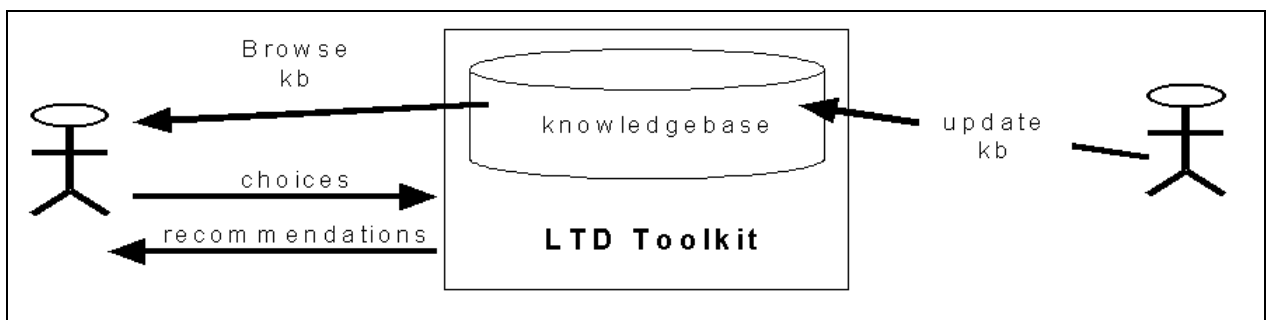 Browse
kb
knowledgebase
update
kb
choices
recommendations
LTD Toolkit